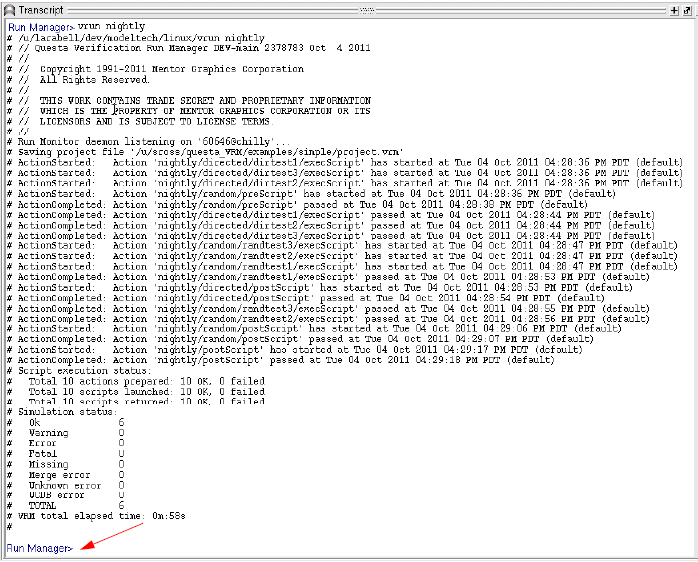 Transcript
Run Manager> vrun nightly
# /u/larabell/dev/modeltech/linux/vrun nightly
# // Questa Verification Run Manager DEV-main 2378783 Oct 4 2011
# //
# // Copyright 1991-2011 Mentor Graphics Corporation
# // All Rights Reserved.
# //
# // THIS WORK CONTAINS TRADE SECRET AND PROPRIETARY INFORMATION
# // WHICH IS THE PROPERTY OF MENTOR GRAPHICS CORPORATION OR ITS
# // LICENSORS AND IS SUBJECT TO LICENSE TERMS.
# //
# Run Monitor daemon listening on '60646@chilly'...
# Saving project file '/u/sross/questa_VRM/examples/simple/project.vrm'
# ActionStarted: Action 'nightly/directed/dirtest1/execScript' has started at Tue 04 Oct 2011 04:28:36 PM PDT (default)
# ActionStarted: Action 'nightly/directed/dirtest3/execScript' has started at Tue 04 Oct 2011 04:28:36 PM PDT (default)
# ActionStarted: Action 'nightly/directed/dirtest2/execScript' has started at Tue 04 Oct 2011 04:28:36 PM PDT (default)
# ActionStarted: Action 'nightly/random/preScript' has started at Tue 04 Oct 2011 04:28:36 PM PDT (default)
# ActionCompleted: Action 'nightly/random/preScript' passed at Tue 04 Oct 2011 04:28:38 PM PDT (default)
# ActionCompleted: Action 'nightly/directed/dirtest1/execScript' passed at Tue 04 Oct 2011 04:28:44 PM PDT (default)
# ActionCompleted: Action 'nightly/directed/dirtest2/execScript' passed at Tue 04 Oct 2011 04:28:44 PM PDT (default)
# ActionStarted: Action 'nightly/random/randtest3/execScript' has started at Tue 04 Oct 2011 04:28:47 PM PDT (default)
# ActionStarted: Action 'nightly/random/randtest2/execScript' has started at Tue 04 Oct 2011 04:28:47 PM PDT (default)
# ActionStarted: Action 'nightly/random/randtest1/execScript' has started at Tue 04 Oct 2011 04:28:47 PM PDT (default)
# ActionCompleted: Action 'nightly/directed/dirtest3/execScript' passed at Tue 04 Oct 2011 04:28:53 PM PDT (default)
# ActionStarted: Action 'nightly/directed/postScript' has started at Tue 04 Oct 2011 04:28:53 PM PDT (default)
# ActionCompleted: Action 'nightly/directed/postScript' passed at Tue 04 Oct 2011 04:28:54 PM PDT (default)
# ActionCompleted: Action 'nightly/random/randtest3/execScript' passed at Tue 04 Oct 2011 04:28:55 PM PDT (default)
# ActionCompleted: Action 'nightly/random/randtest2/execScript' passed at Tue 04 Oct 2011 04:28:56 PM PDT (default)
# ActionStarted: Action 'nightly/random/postScript' has started at Tue 04 Oct 2011 04:29:06 PM PDT (default)
# ActionCompleted: Action 'nightly/random/postScript' passed at Tue 04 Oct 2011 04:29:07 PM PDT (default)
# ActionStarted: Action 'nightly/postScript' has started at Tue 04 Oct 2011 04:29:17 PM PDT (default)
# ActionCompleted: Action 'nightly/postScript' passed at Tue 04 Oct 2011 04:29:18 PM PDT (default)
# Script execution status:
# Total 10 actions prepared: 10 OK, 0 failed
# Total 10 scripts launched: 10 OK, 0 failed
# Total 10 scripts returned: 10 OK, 0 failed
# Simulation status:
# Ok 6
# Warning 0
# Error 0
# Fatal 0
# Missing 0
# Merge error 0
# Unknown error 0
# UCDB error 0
# TOTAL 6
# VRM total elapsed time: 0m:58s
#
Run Manager>